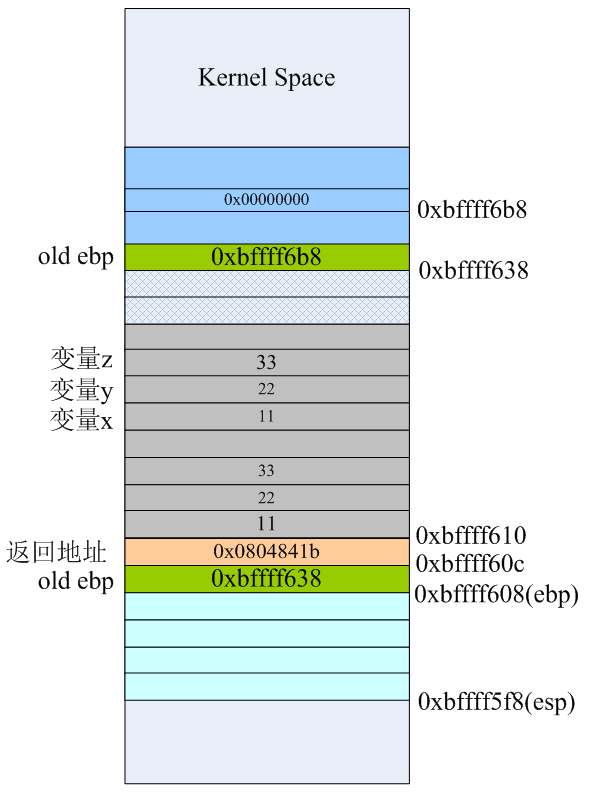 Kernel Space
0x00000000
0xbffff6b8
old ebp
0xbffff6b8
0xbffff638
变量z
33
变量y
22
变量x
11
33
22
11
0xbffff610
返回地址
0x0804841b
0xbffff60c
old ebp
0xbffff638
0xbffff608(ebp)
0xbffff5f8(esp)